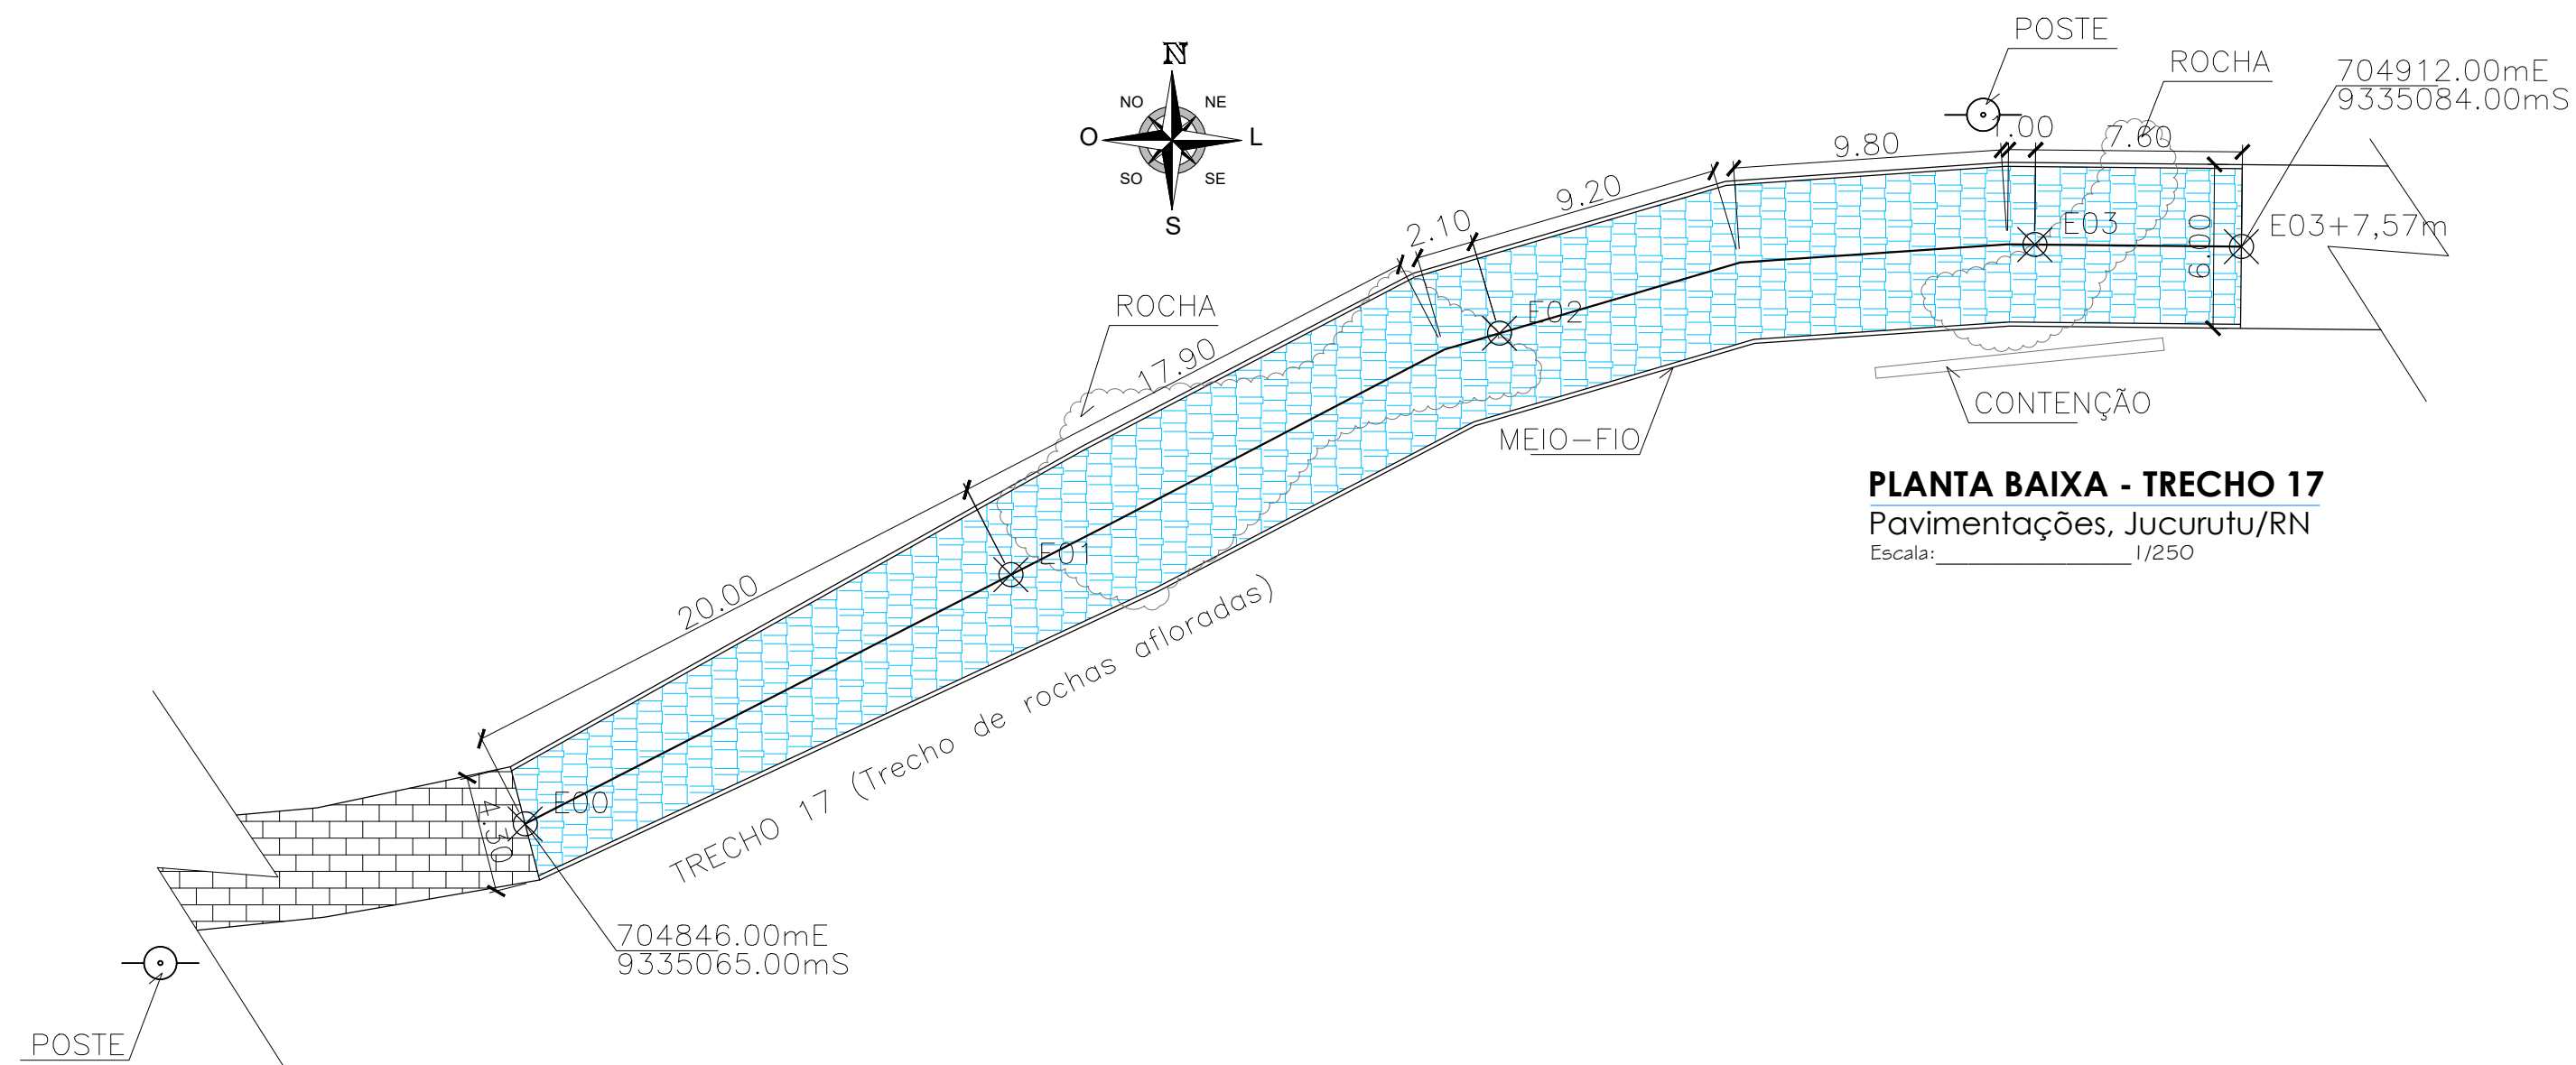 POSTE
ROCHA
704912.00mE
9335084.00mS
N
NO
NE
O
L
SO
SE
S
1.00
7.60
9.80
9.20
2.10
E03
6.00
E03+7,57m
ROCHA
E02
17.90
CONTENÇÃO
MEIO-FIO
PLANTA BAIXA - TRECHO 17
Pavimentações, Jucurutu/RN
Escala:________________1/250
E01
20.00
TRECHO 17 (Trecho de rochas afloradas)
E00
4.30
704846.00mE
9335065.00mS
POSTE